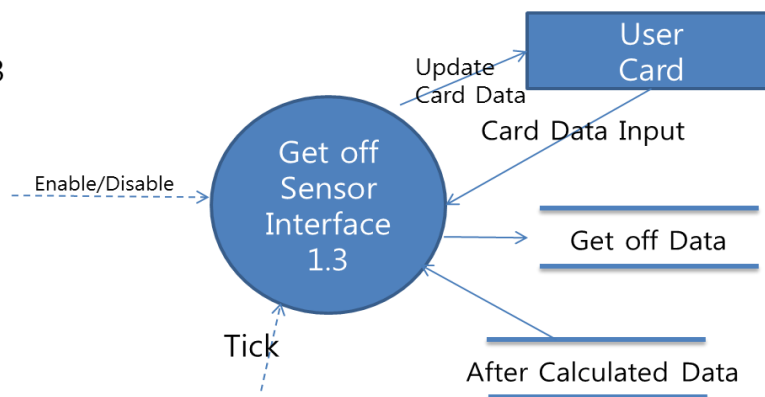 User
Card
3
Update
Card Data
Card Data Input
Get off
Sensor
Interface
1.3
Enable/Disable
Get off Data
Tick
After Calculated Data